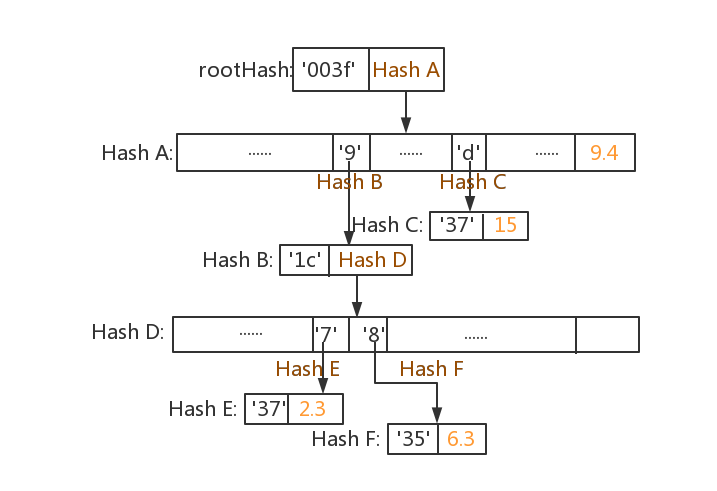 rootHash: '003f' Hash A
Hash A: ...... '9' ...... 'd' ...... 9.4
Hash B Hash C
Hash C: '37' 15
Hash B: '1c' Hash D
Hash D: ...... '7' '8' ......
Hash E Hash F
Hash E: '37' 2.3
Hash F: '35' 6.3